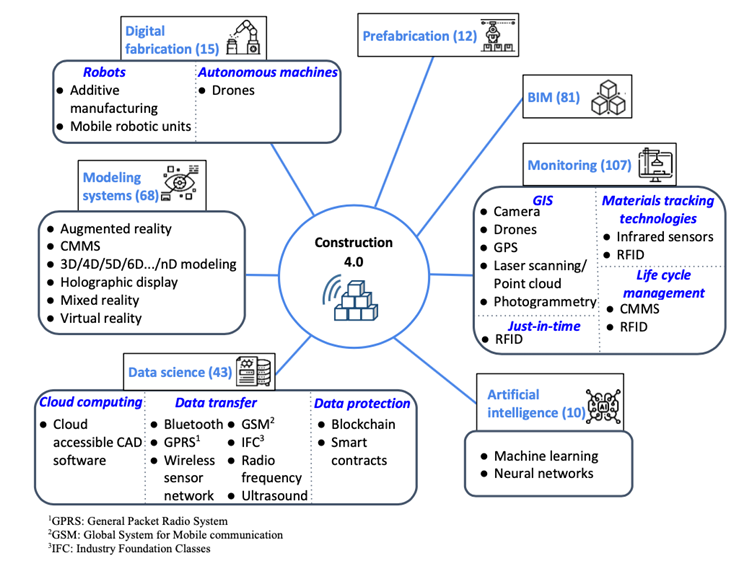 Digital
fabrication (15)
Robots
● Additive
manufacturing
● Mobile robotic units
Autonomous machines
● Drones
Prefabrication (12)
BIM (81)
Modeling
systems (68)
● Augmented reality
● CMMS
● 3D/4D/5D/6D.../nD modeling
● Holographic display
● Mixed reality
● Virtual reality
Construction
4.0
Monitoring (107)
GIS
● Camera
● Drones
● GPS
● Laser scanning/
Point cloud
● Photogrammetry
Just-in-time
● RFID
Materials tracking
technologies
● Infrared sensors
● RFID
Life cycle
management
● CMMS
● RFID
Data science (43)
Cloud computing
● Cloud
accessible CAD
software
Data transfer
● Bluetooth
● GPRS¹
● Wireless
sensor
network
● GSM²
● IFC³
● Radio
frequency
● Ultrasound
Data protection
● Blockchain
● Smart
contracts
Artificial
intelligence (10)
AI
● Machine learning
● Neural networks
¹GPRS: General Packet Radio System
²GSM: Global System for Mobile communication
³IFC: Industry Foundation Classes